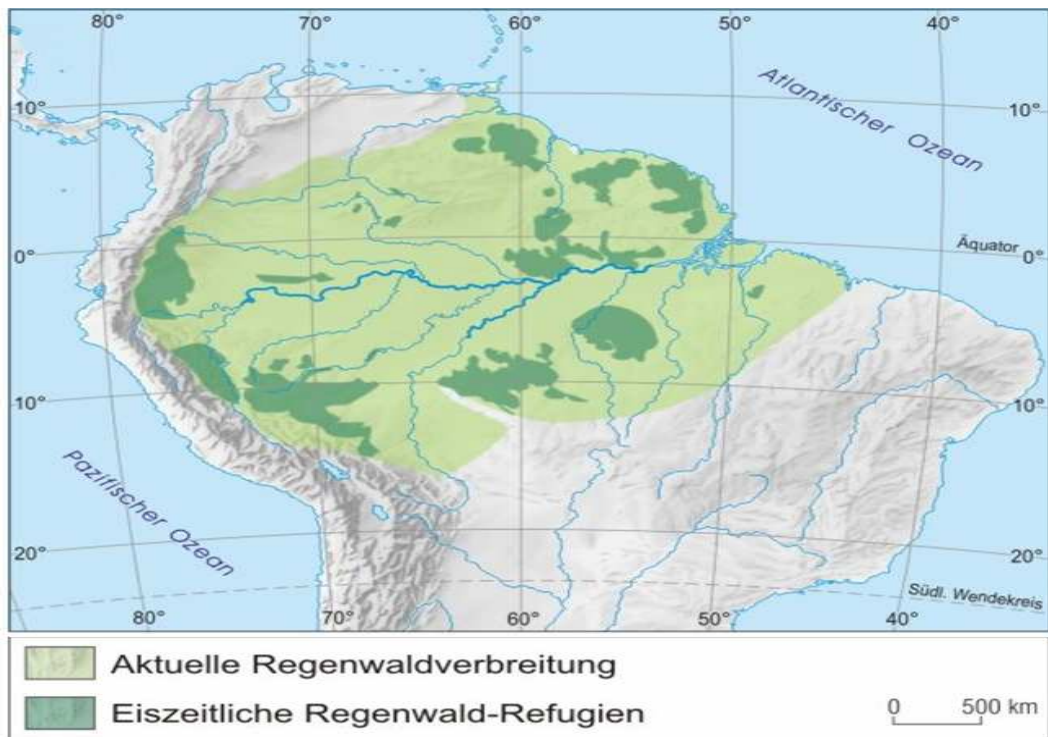 80° 70° 60° 50° 40°
Atlantischer Ozean
10° 10°
Äquator
0° 0°
10° 10°
Pazifischer Ozean
20° 20°
Südl. Wendekreis
80° 70° 60° 50° 40°
Aktuelle Regenwaldverbreitung
Eiszeitliche Regenwald-Refugien
0 500 km